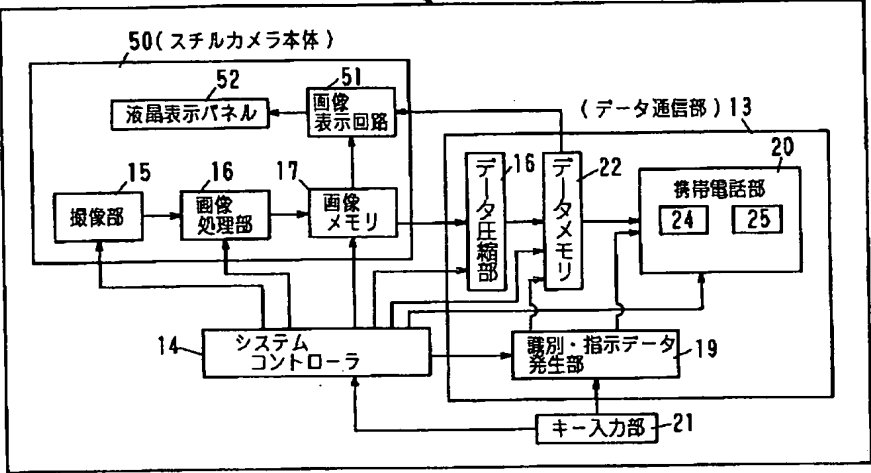 50(スチルカメラ本体)
52
液晶表示パネル
51
画像
表示回路
(データ通信部)13
15
撮像部
16
画像
処理部
17
画像
メモリ
16
データ圧縮部
22
データメモリ
20
携帯電話部
24
25
14
システム
コントローラ
識別・指示データ
発生部
19
キー入力部
21